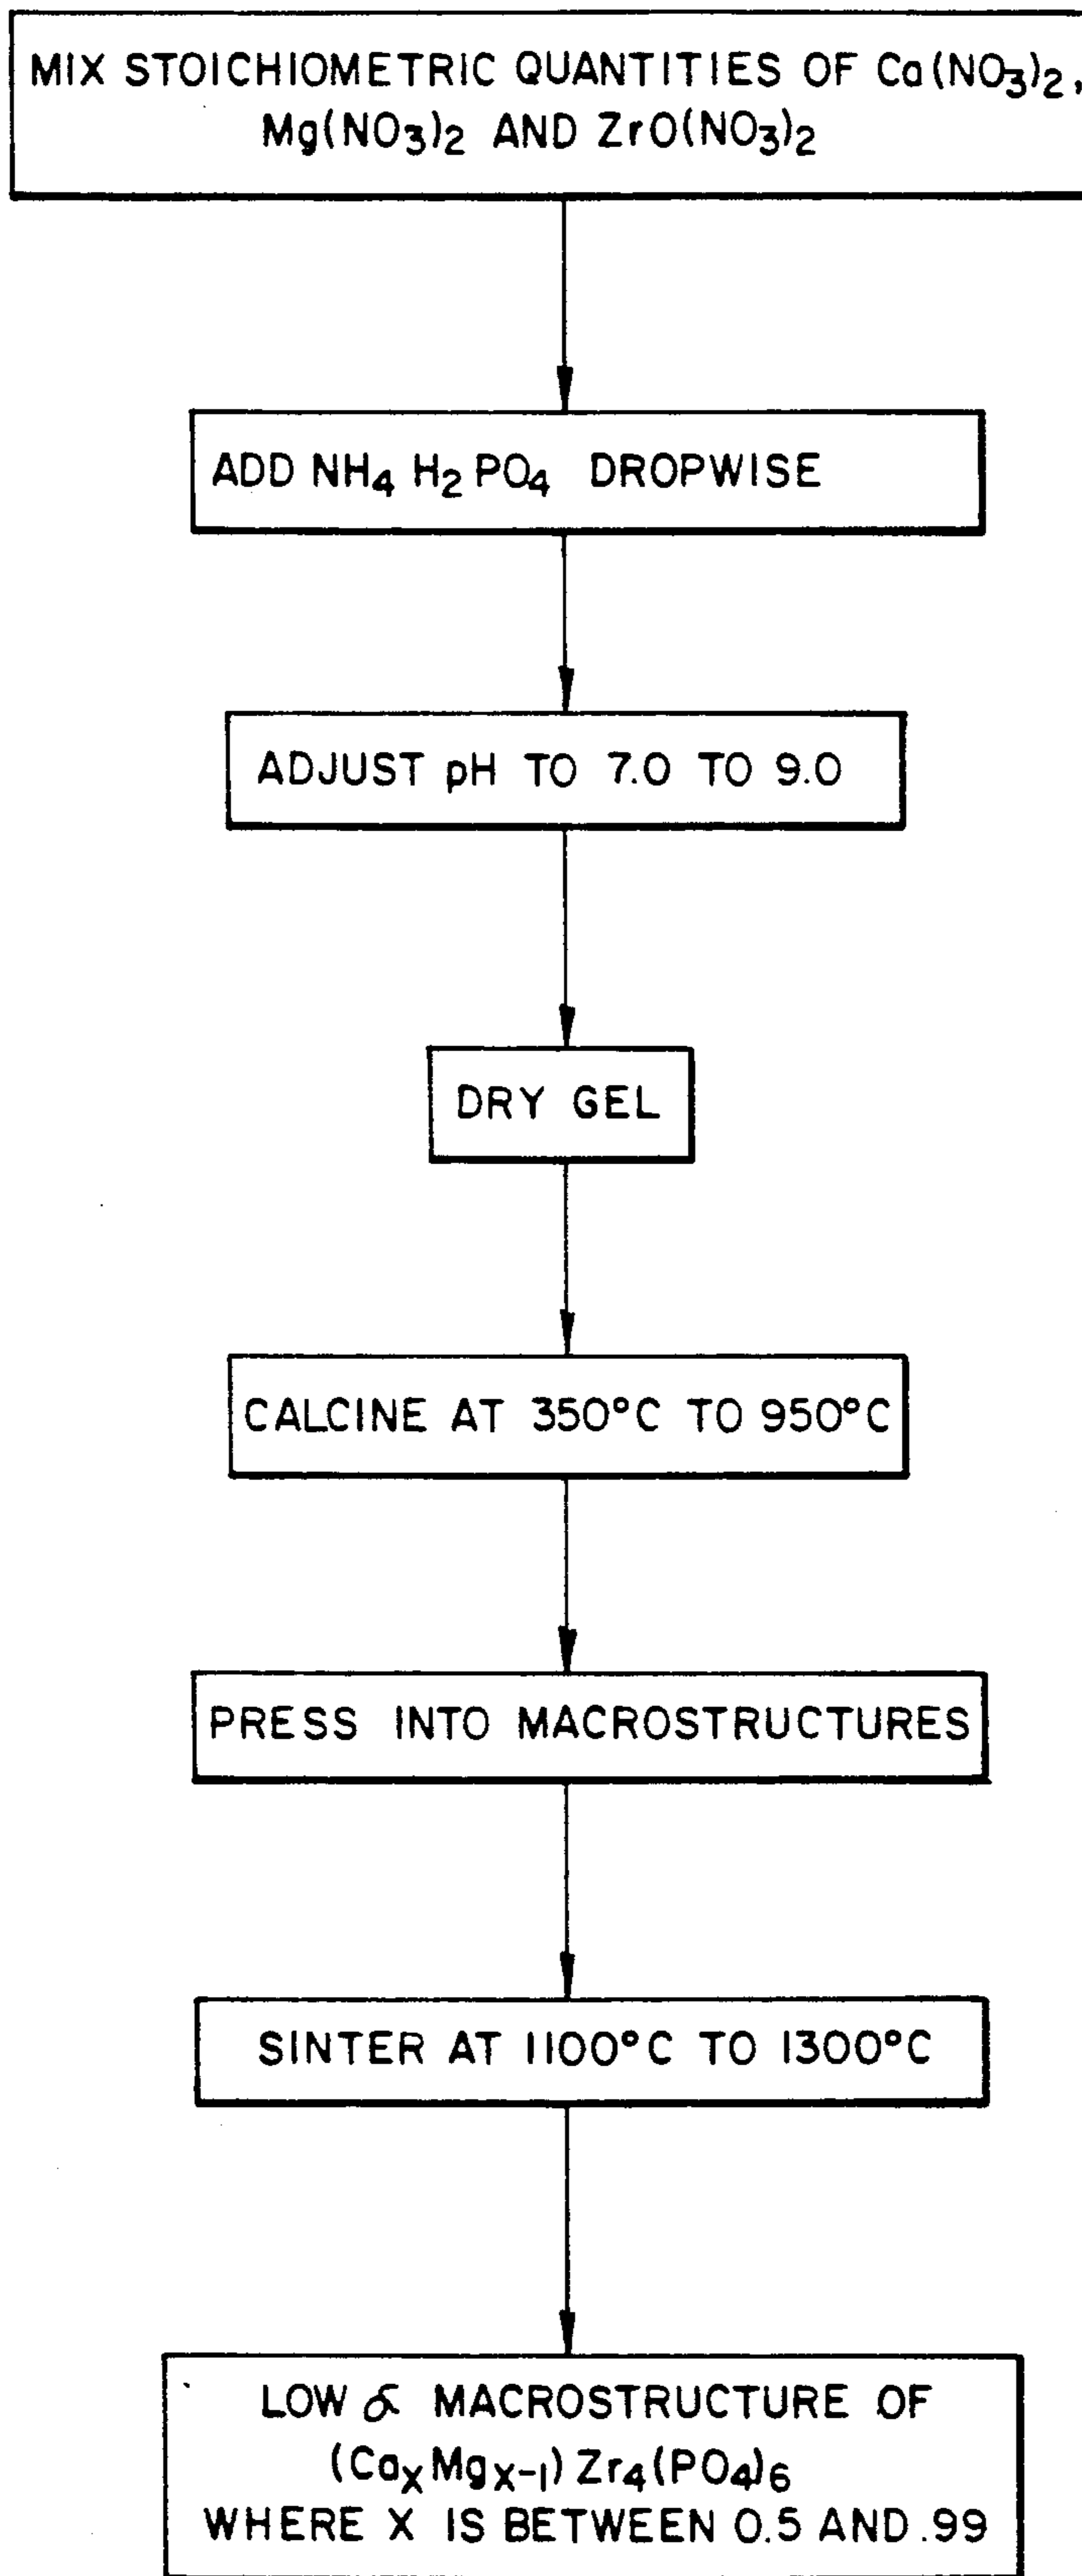 MIX STOICHIOMETRIC QUANTITIES OF Ca(NO₃)₂,
Mg(NO₃)₂ AND ZrO(NO₃)₂
ADD NH₄ H₂ PO₄ DROPWISE
ADJUST pH TO 7.0 TO 9.0
DRY GEL
CALCINE AT 350°C TO 950°C
PRESS INTO MACROSTRUCTURES
SINTER AT 1100°C TO 1300°C
LOW MACROSTRUCTURE OF
(CaₓMgₓ₋₁) Zr₄(PO₄)₆
WHERE X IS BETWEEN 0.5 AND .99